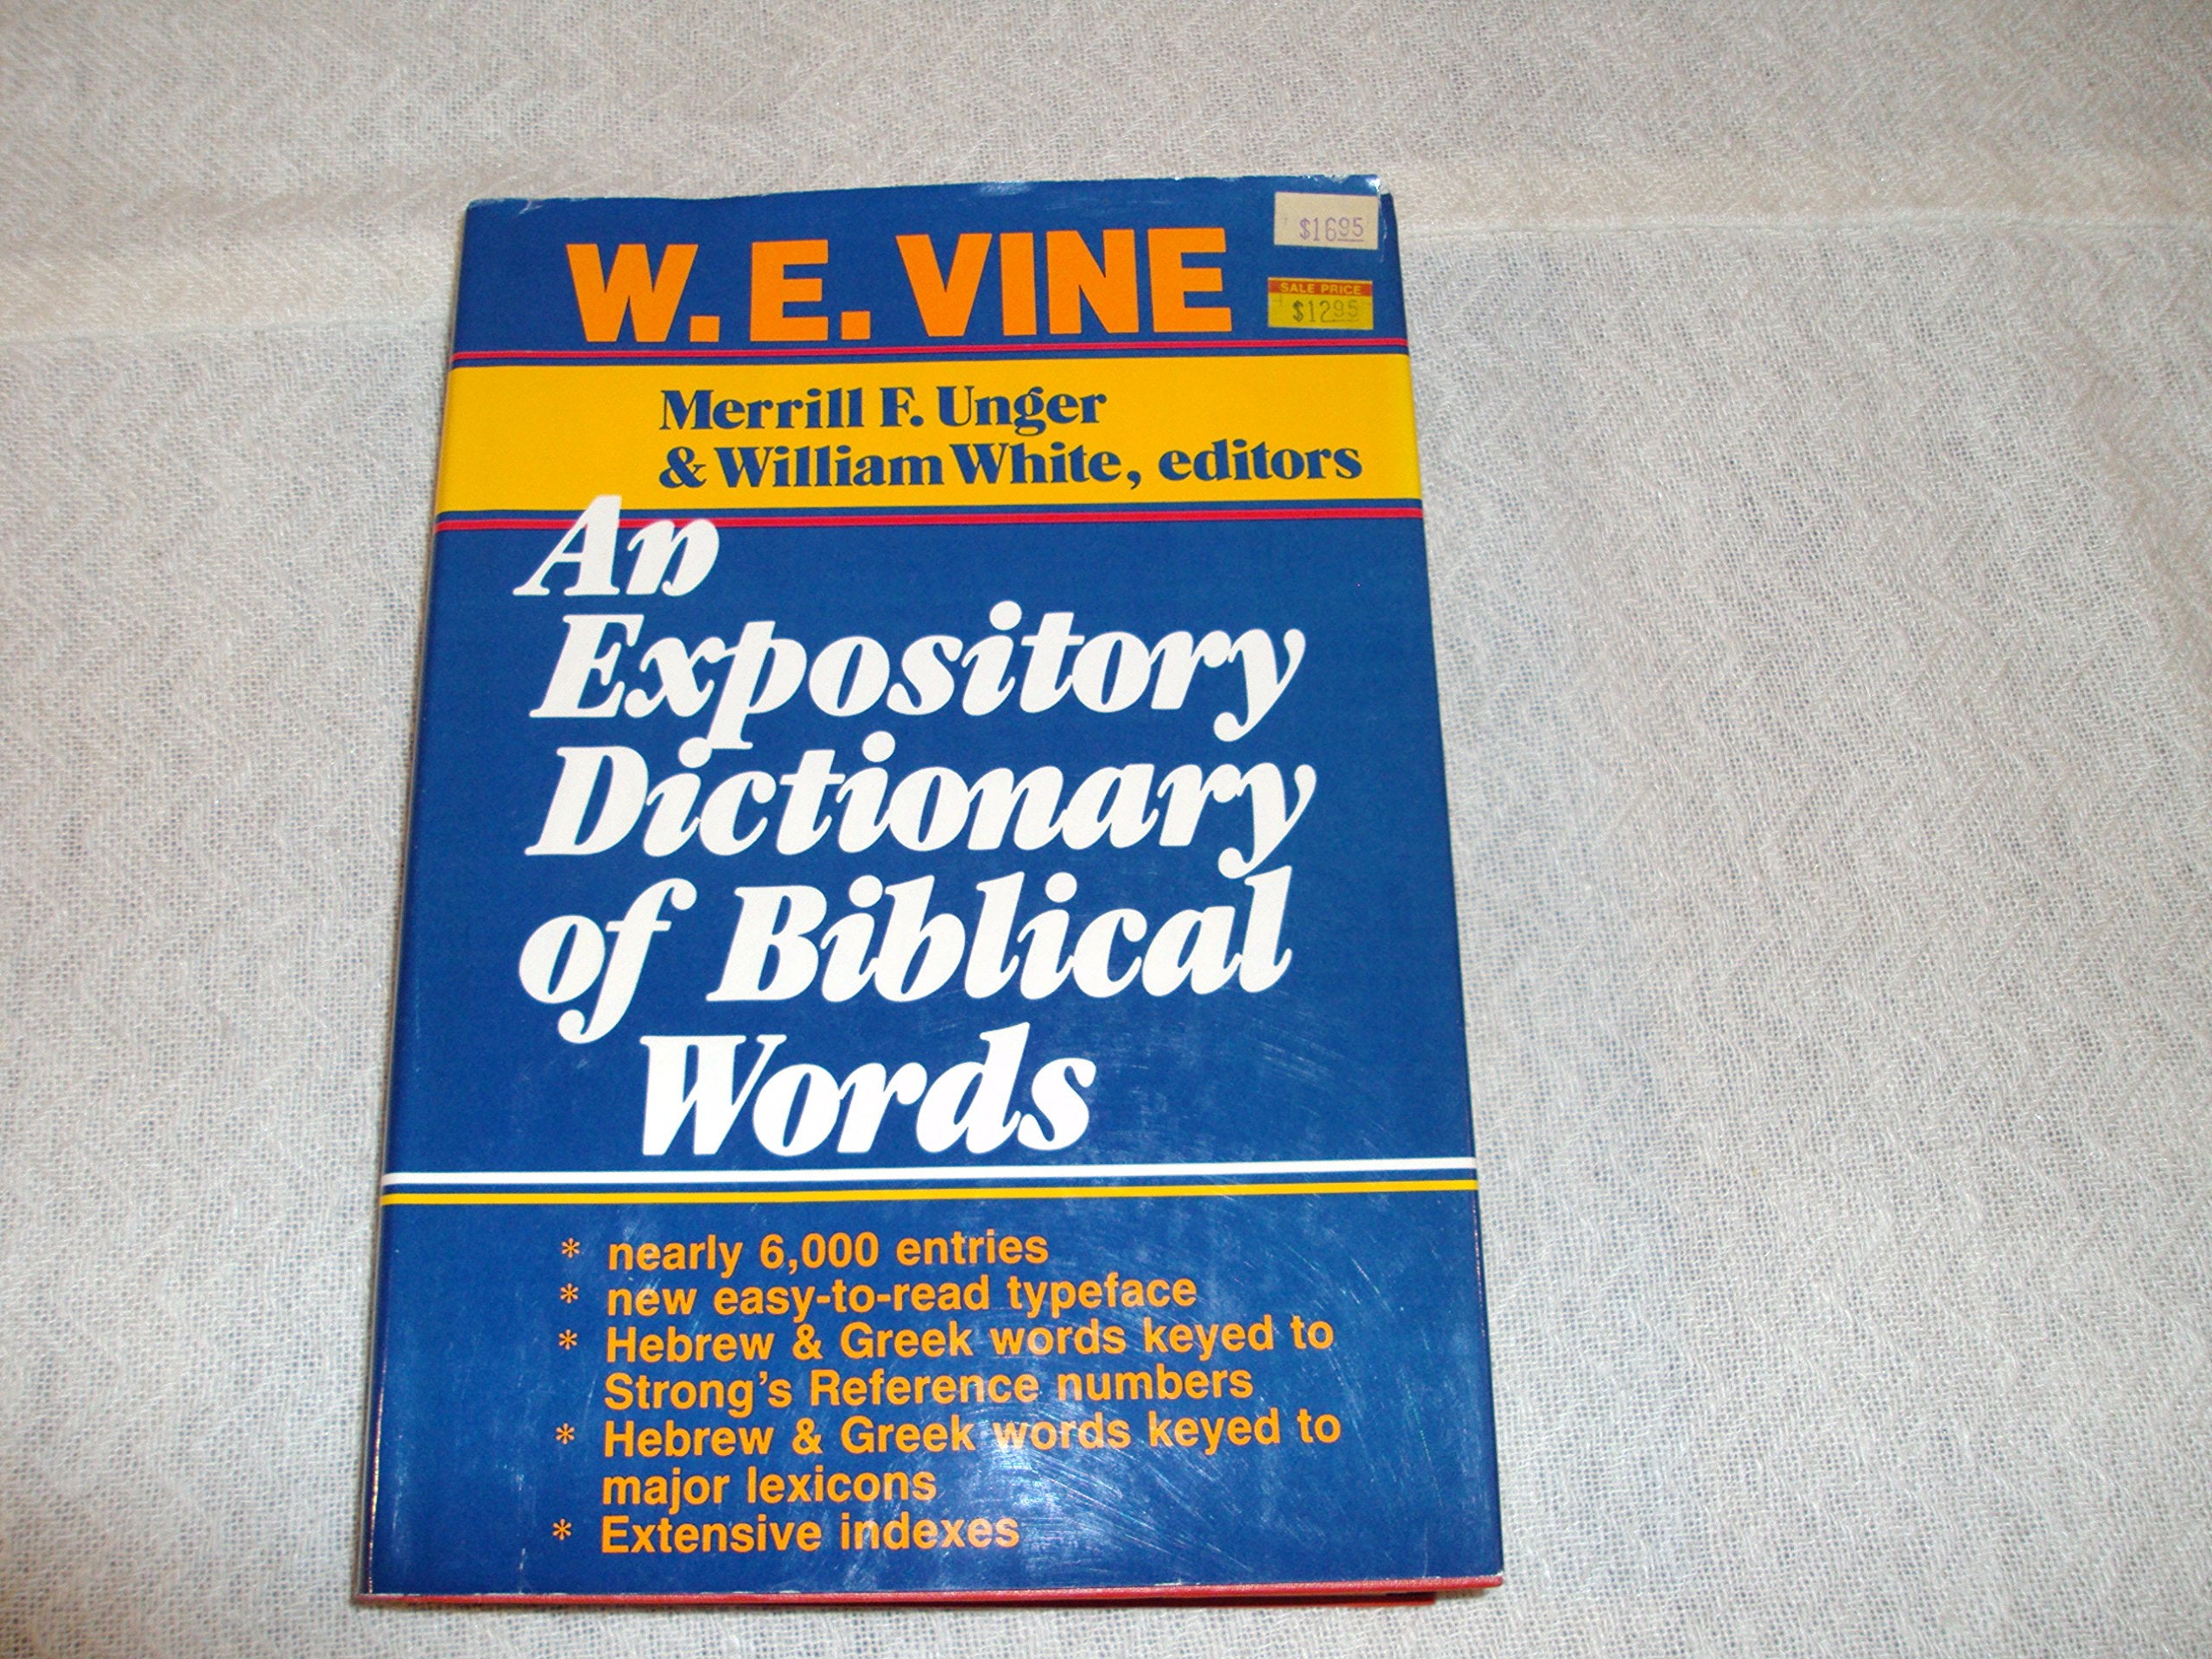 W. E. VINE
$16.95
SALE PRICE
$12.95
Merrill F. Unger
& William White, editors
An
Expository
Dictionary
of Biblical
Words
* nearly 6,000 entries
* new easy-to-read typeface
* Hebrew & Greek words keyed to
Strong's Reference numbers
* Hebrew & Greek words keyed to
major lexicons
* Extensive indexes